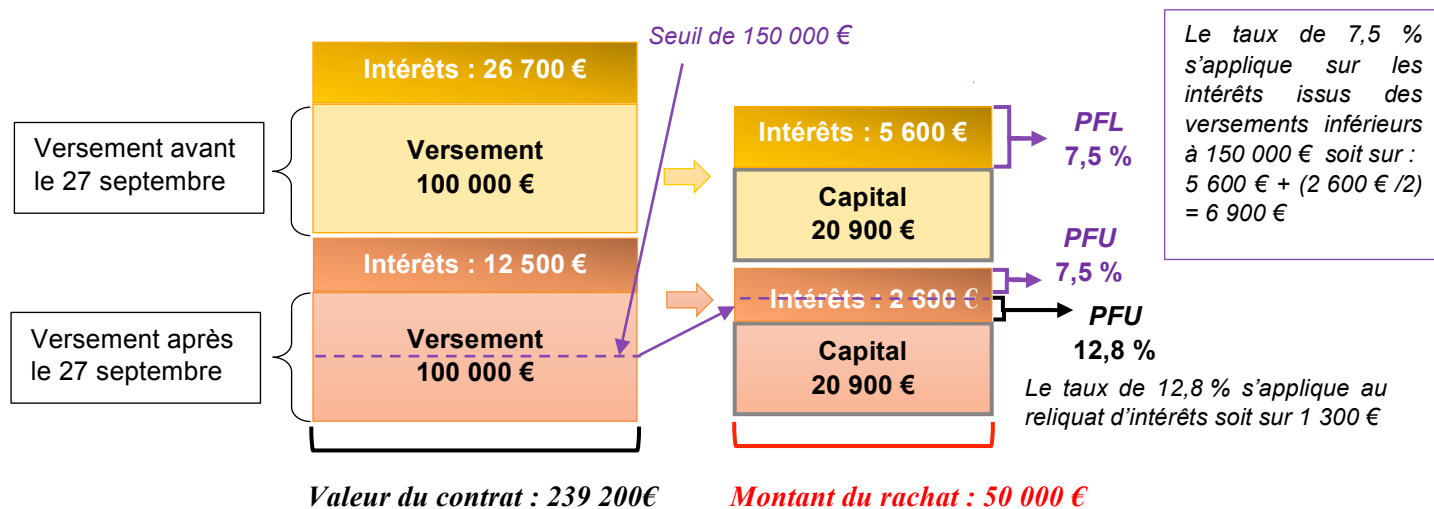 Seuil de 150 000 €
Intérêts : 26 700 €
Versement avant
le 27 septembre
Versement
100 000 €
Intérêts : 12 500 €
Versement après
le 27 septembre
Versement
100 000 €
Valeur du contrat : 239 200€
Intérêts : 5 600 €
Capital
20 900 €
Intérêts : 2 600 €
Capital
20 900 €
Montant du rachat : 50 000 €
PFL
7,5 %
PFU
7,5 %
PFU
12,8 %
Le taux de 12,8 % s’applique au
reliquat d’intérêts soit sur 1 300 €
Le taux de 7,5 %
s’applique sur les
intérêts issus des
versements inférieurs
à 150 000 € soit sur :
5 600 € + (2 600 € /2)
= 6 900 €